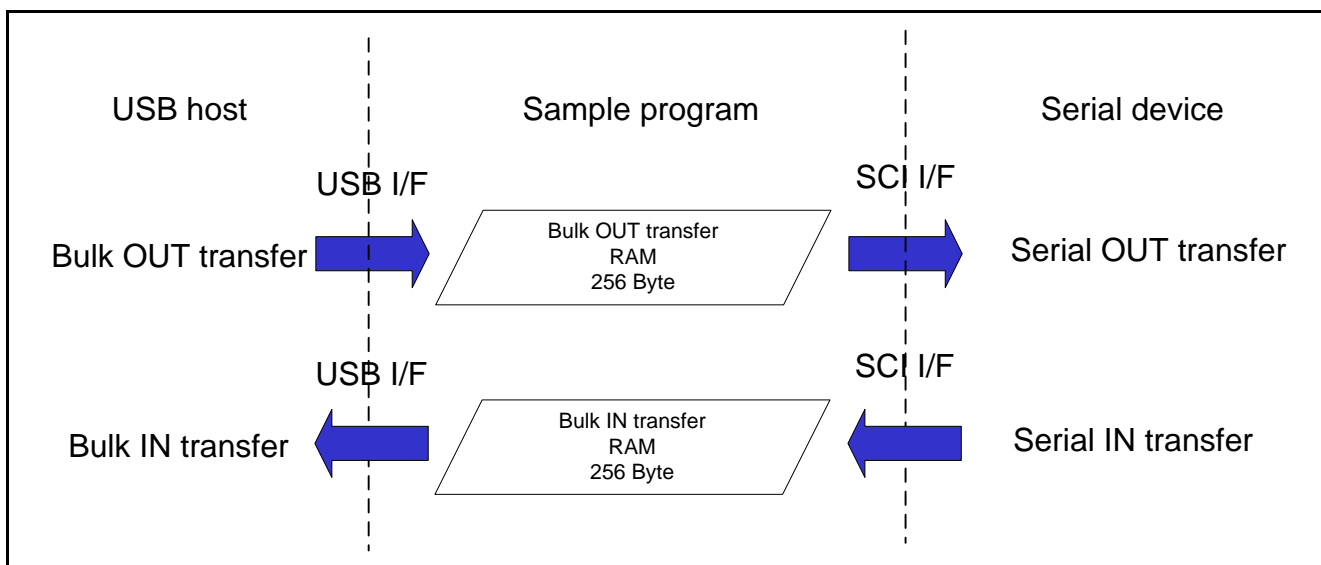 USB host
Sample program
Serial device
USB I/F
SCI I/F
Bulk OUT transfer
Bulk OUT transfer
RAM
256 Byte
Serial OUT transfer
USB I/F
SCI I/F
Bulk IN transfer
Bulk IN transfer
RAM
256 Byte
Serial IN transfer